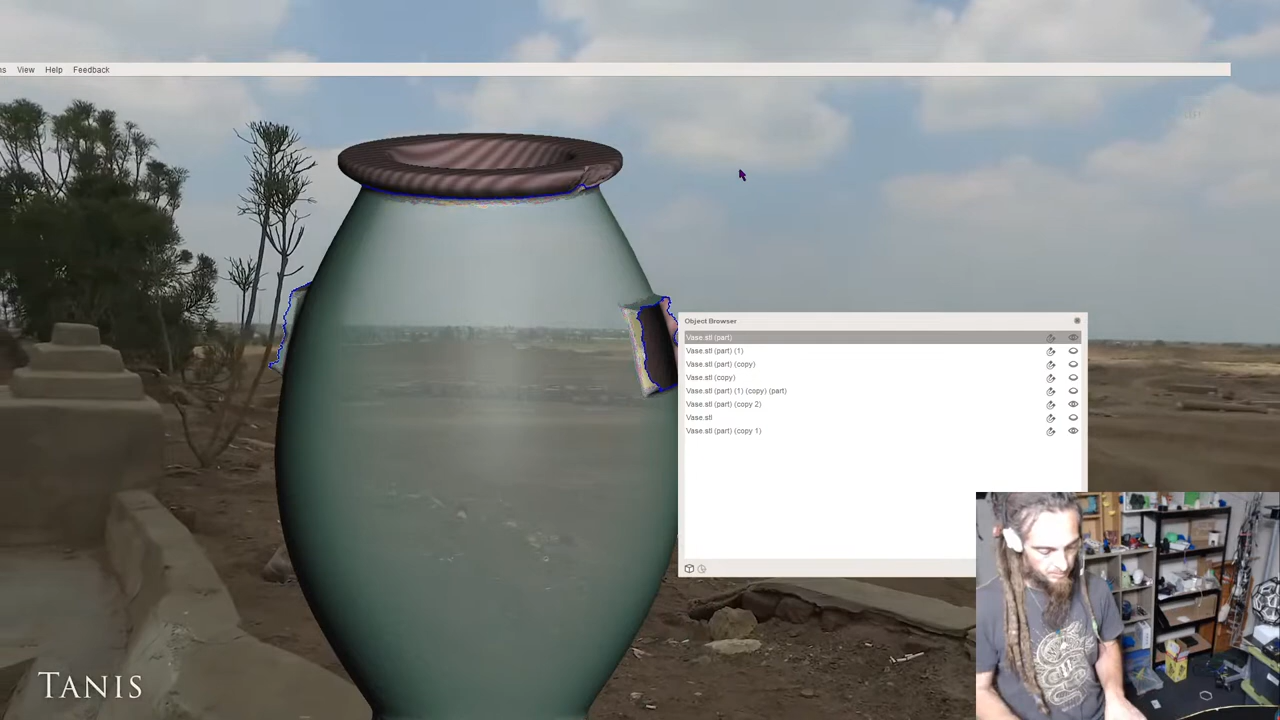 View Help Feedback
Object Browser
Vase.stl (part)
Vase.stl (part) (1)
Vase.stl (part) (copy)
Vase.stl (copy)
Vase.stl (part) (1) (copy) (part)
Vase.stl (part) (copy 2)
Vase.stl
Vase.stl (part) (copy 1)
TANIS